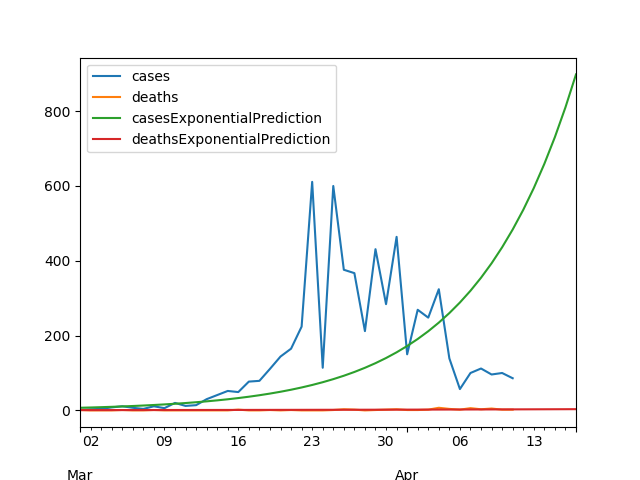 cases
deaths
casesExponentialPrediction
deathsExponentialPrediction
800
600
400
200
0
02 09 16 23 30 06 13
Mar Apr